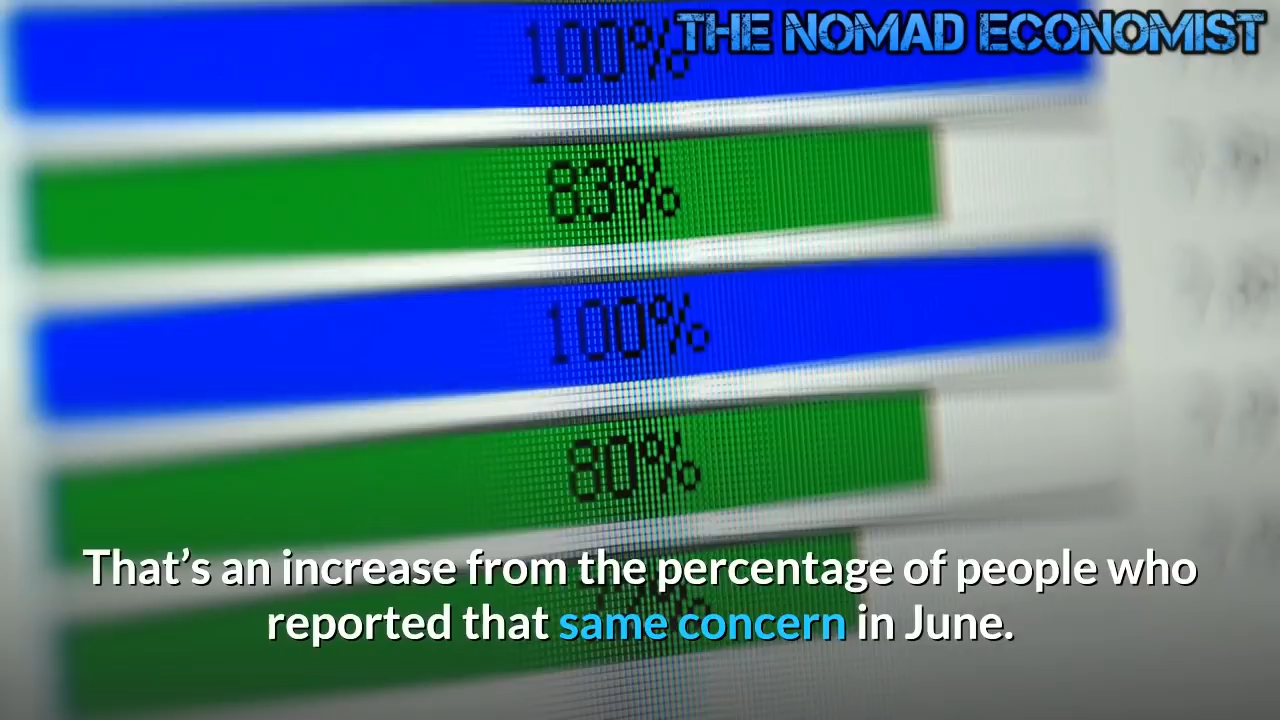 THE NOMAD ECONOMIST
100%
83%
100%
80%
That’s an increase from the percentage of people who
reported that same concern in June.